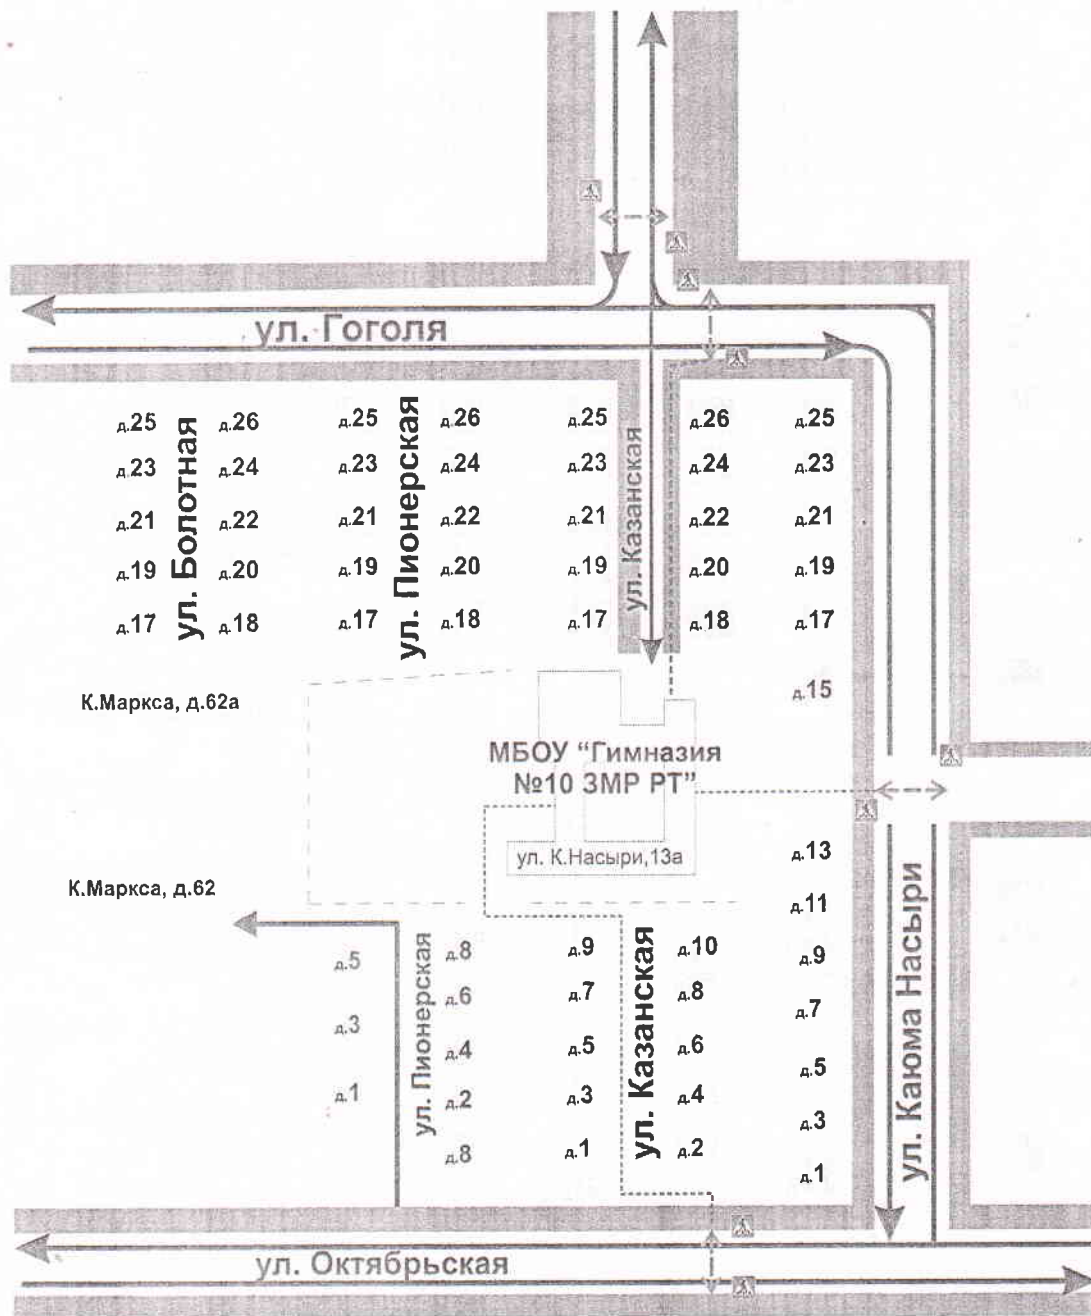 ул. Гоголя
д.25
д.23
д.21
д.19
д.17
ул. Болотная
д.26
д.24
д.22
д.20
д.18
д.25
д.23
д.21
д.19
д.17
ул. Пионерская
д.26
д.24
д.22
д.20
д.18
д.25
д.23
д.21
д.19
д.17
ул. Казанская
д.26
д.24
д.22
д.20
д.18
д.25
д.23
д.21
д.19
д.17
д.15
К.Маркса, д.62а
МБОУ “Гимназия
№10 ЗМР РТ”
ул. К.Насыри,13а
К.Маркса, д.62
д.13
д.11
д.9
д.7
д.5
д.3
д.1
д.5
д.3
д.1
ул. Пионерская
д.8
д.6
д.4
д.2
д.8
д.9
д.7
д.5
д.3
д.1
ул. Казанская
д.10
д.8
д.6
д.4
д.2
ул. Каюма Насыри
ул. Октябрьская